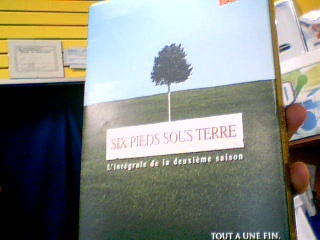 SIX PIEDS SOUS TERRE
L'intégrale de la deuxième saison
TOUT A UNE FIN.